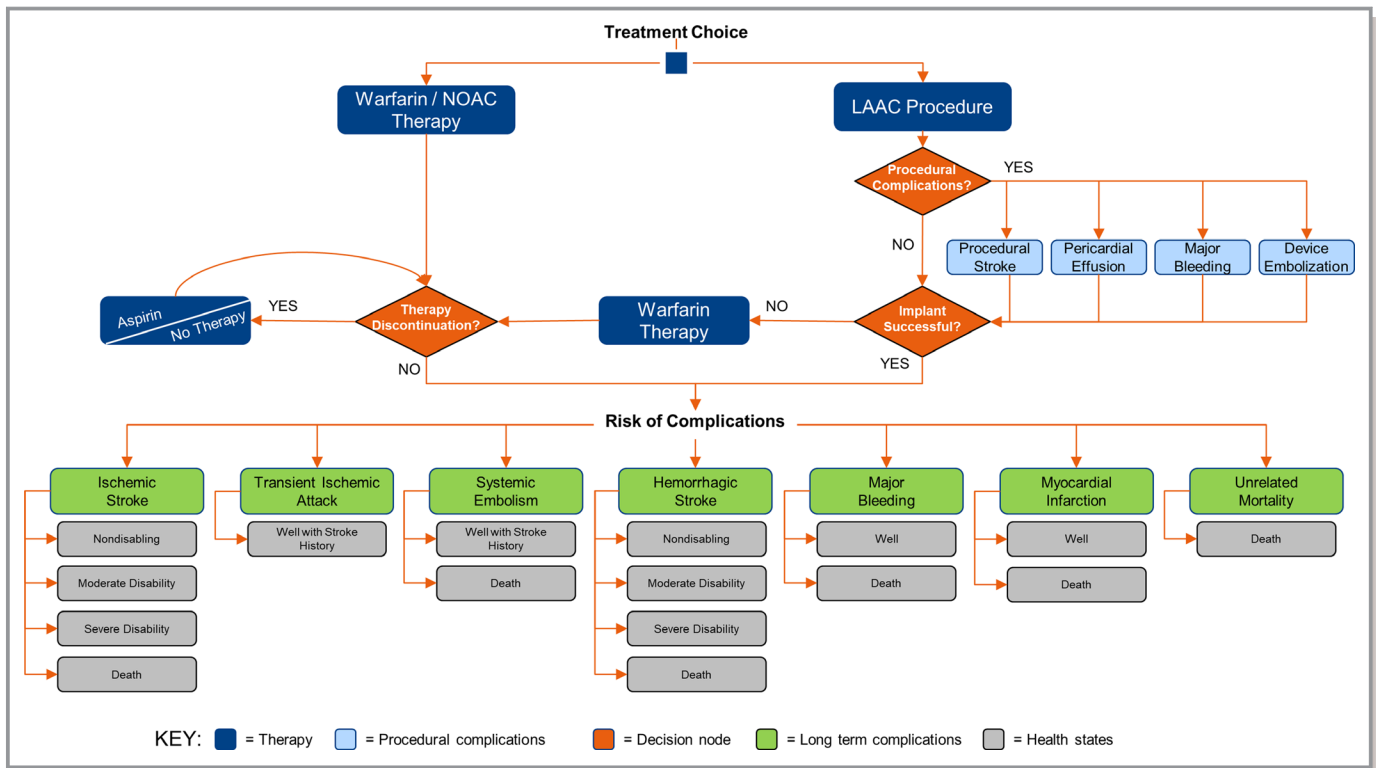 Treatment Choice
Warfarin / NOAC
Therapy
LAAC Procedure
Procedural
Complications?
YES
NO
Procedural
Stroke
Pericardial
Effusion
Major
Bleeding
Device
Embolization
Aspirin
No Therapy
YES
Therapy
Discontinuation?
NO
Warfarin
Therapy
NO
Implant
Successful?
YES
Risk of Complications
Ischemic
Stroke
Nondisabling
Moderate Disability
Severe Disability
Death
Transient Ischemic
Attack
Well with Stroke
History
Systemic
Embolism
Well with Stroke
History
Death
Hemorrhagic
Stroke
Nondisabling
Moderate Disability
Severe Disability
Death
Major
Bleeding
Well
Death
Myocardial
Infarction
Well
Death
Unrelated
Mortality
Death
KEY: = Therapy = Procedural complications = Decision node = Long term complications = Health states